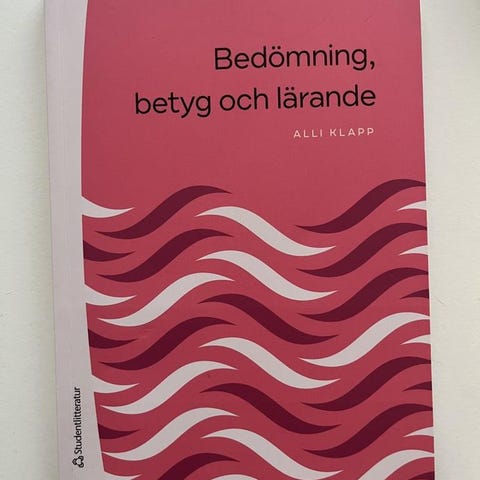 Bedömning,
betyg och lärande
ALLI KLAPP
Studentlitteratur